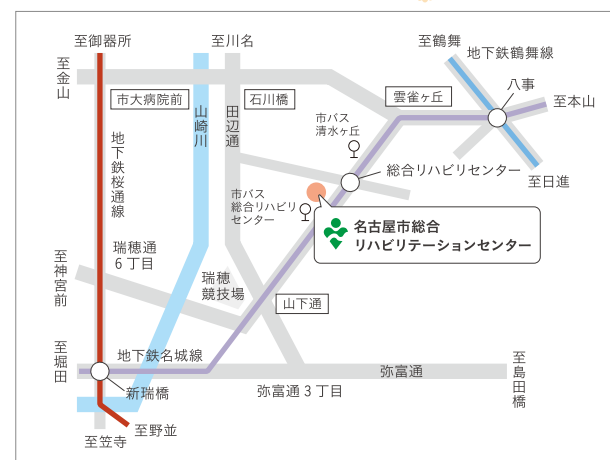 至御器所
至川名
至鶴舞
地下鉄鶴舞線
至金山
八事
至本山
市大病院前
石川橋
雲雀ヶ丘
山崎川
田辺通
市バス
清水ヶ丘
地下鉄桜通線
総合リハビリセンター
至日進
市バス
総合リハビリ
センター
名古屋市総合
リハビリテーションセンター
瑞穂通
6丁目
至神宮前
瑞穂
競技場
山下通
至堀田
地下鉄名城線
弥富通
至島田橋
新瑞橋
弥富通3丁目
至野並
至笠寺